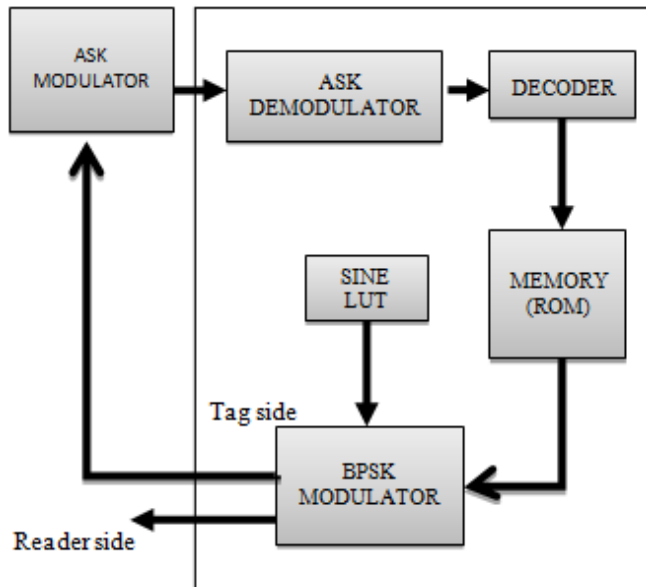 ASK
MODULATOR
ASK
DEMODULATOR
DECODER
SINE
LUT
MEMORY
(ROM)
Tag side
BPSK
MODULATOR
Reader side